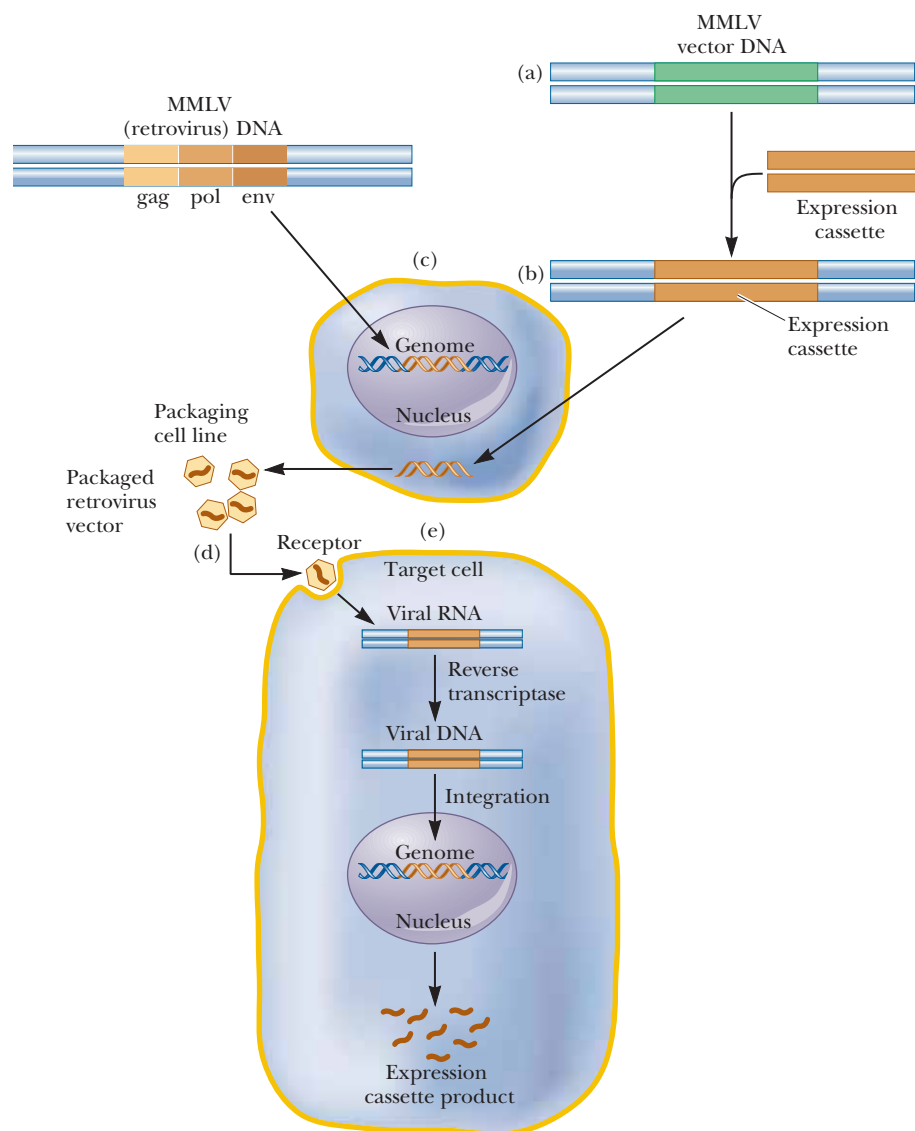 MMLV
vector DNA
(a)
MMLV
(retrovirus) DNA
gag pol env
Expression
cassette
(b)
Expression
cassette
(c)
Genome
Nucleus
Packaging
cell line
Packaged
retrovirus
vector
(d)
Receptor
(e)
Target cell
Viral RNA
Reverse
transcriptase
Viral DNA
Integration
Genome
Nucleus
Expression
cassette product